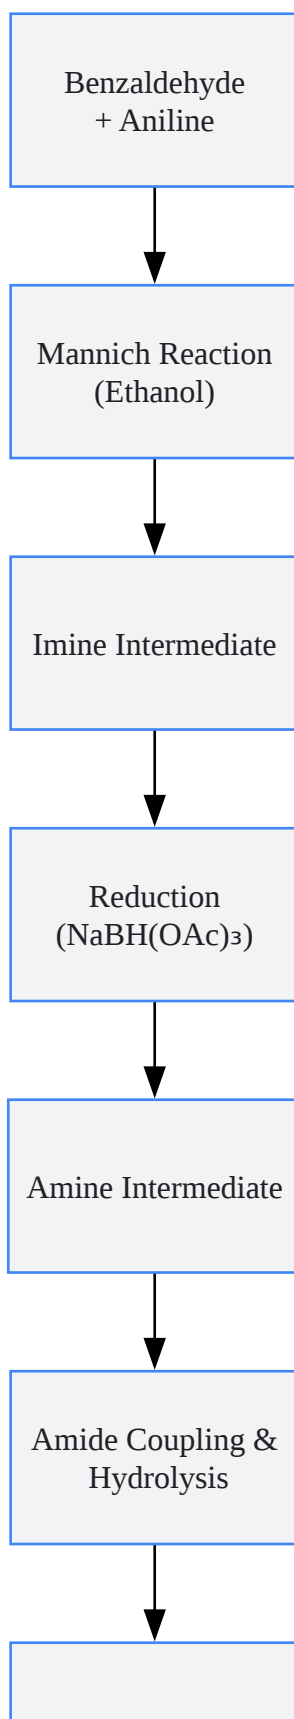 Benzaldehyde
+ Aniline
Mannich Reaction
(Ethanol)
Imine Intermediate
Reduction
(NaBH(OAc)₃)
Amine Intermediate
Amide Coupling &
Hydrolysis